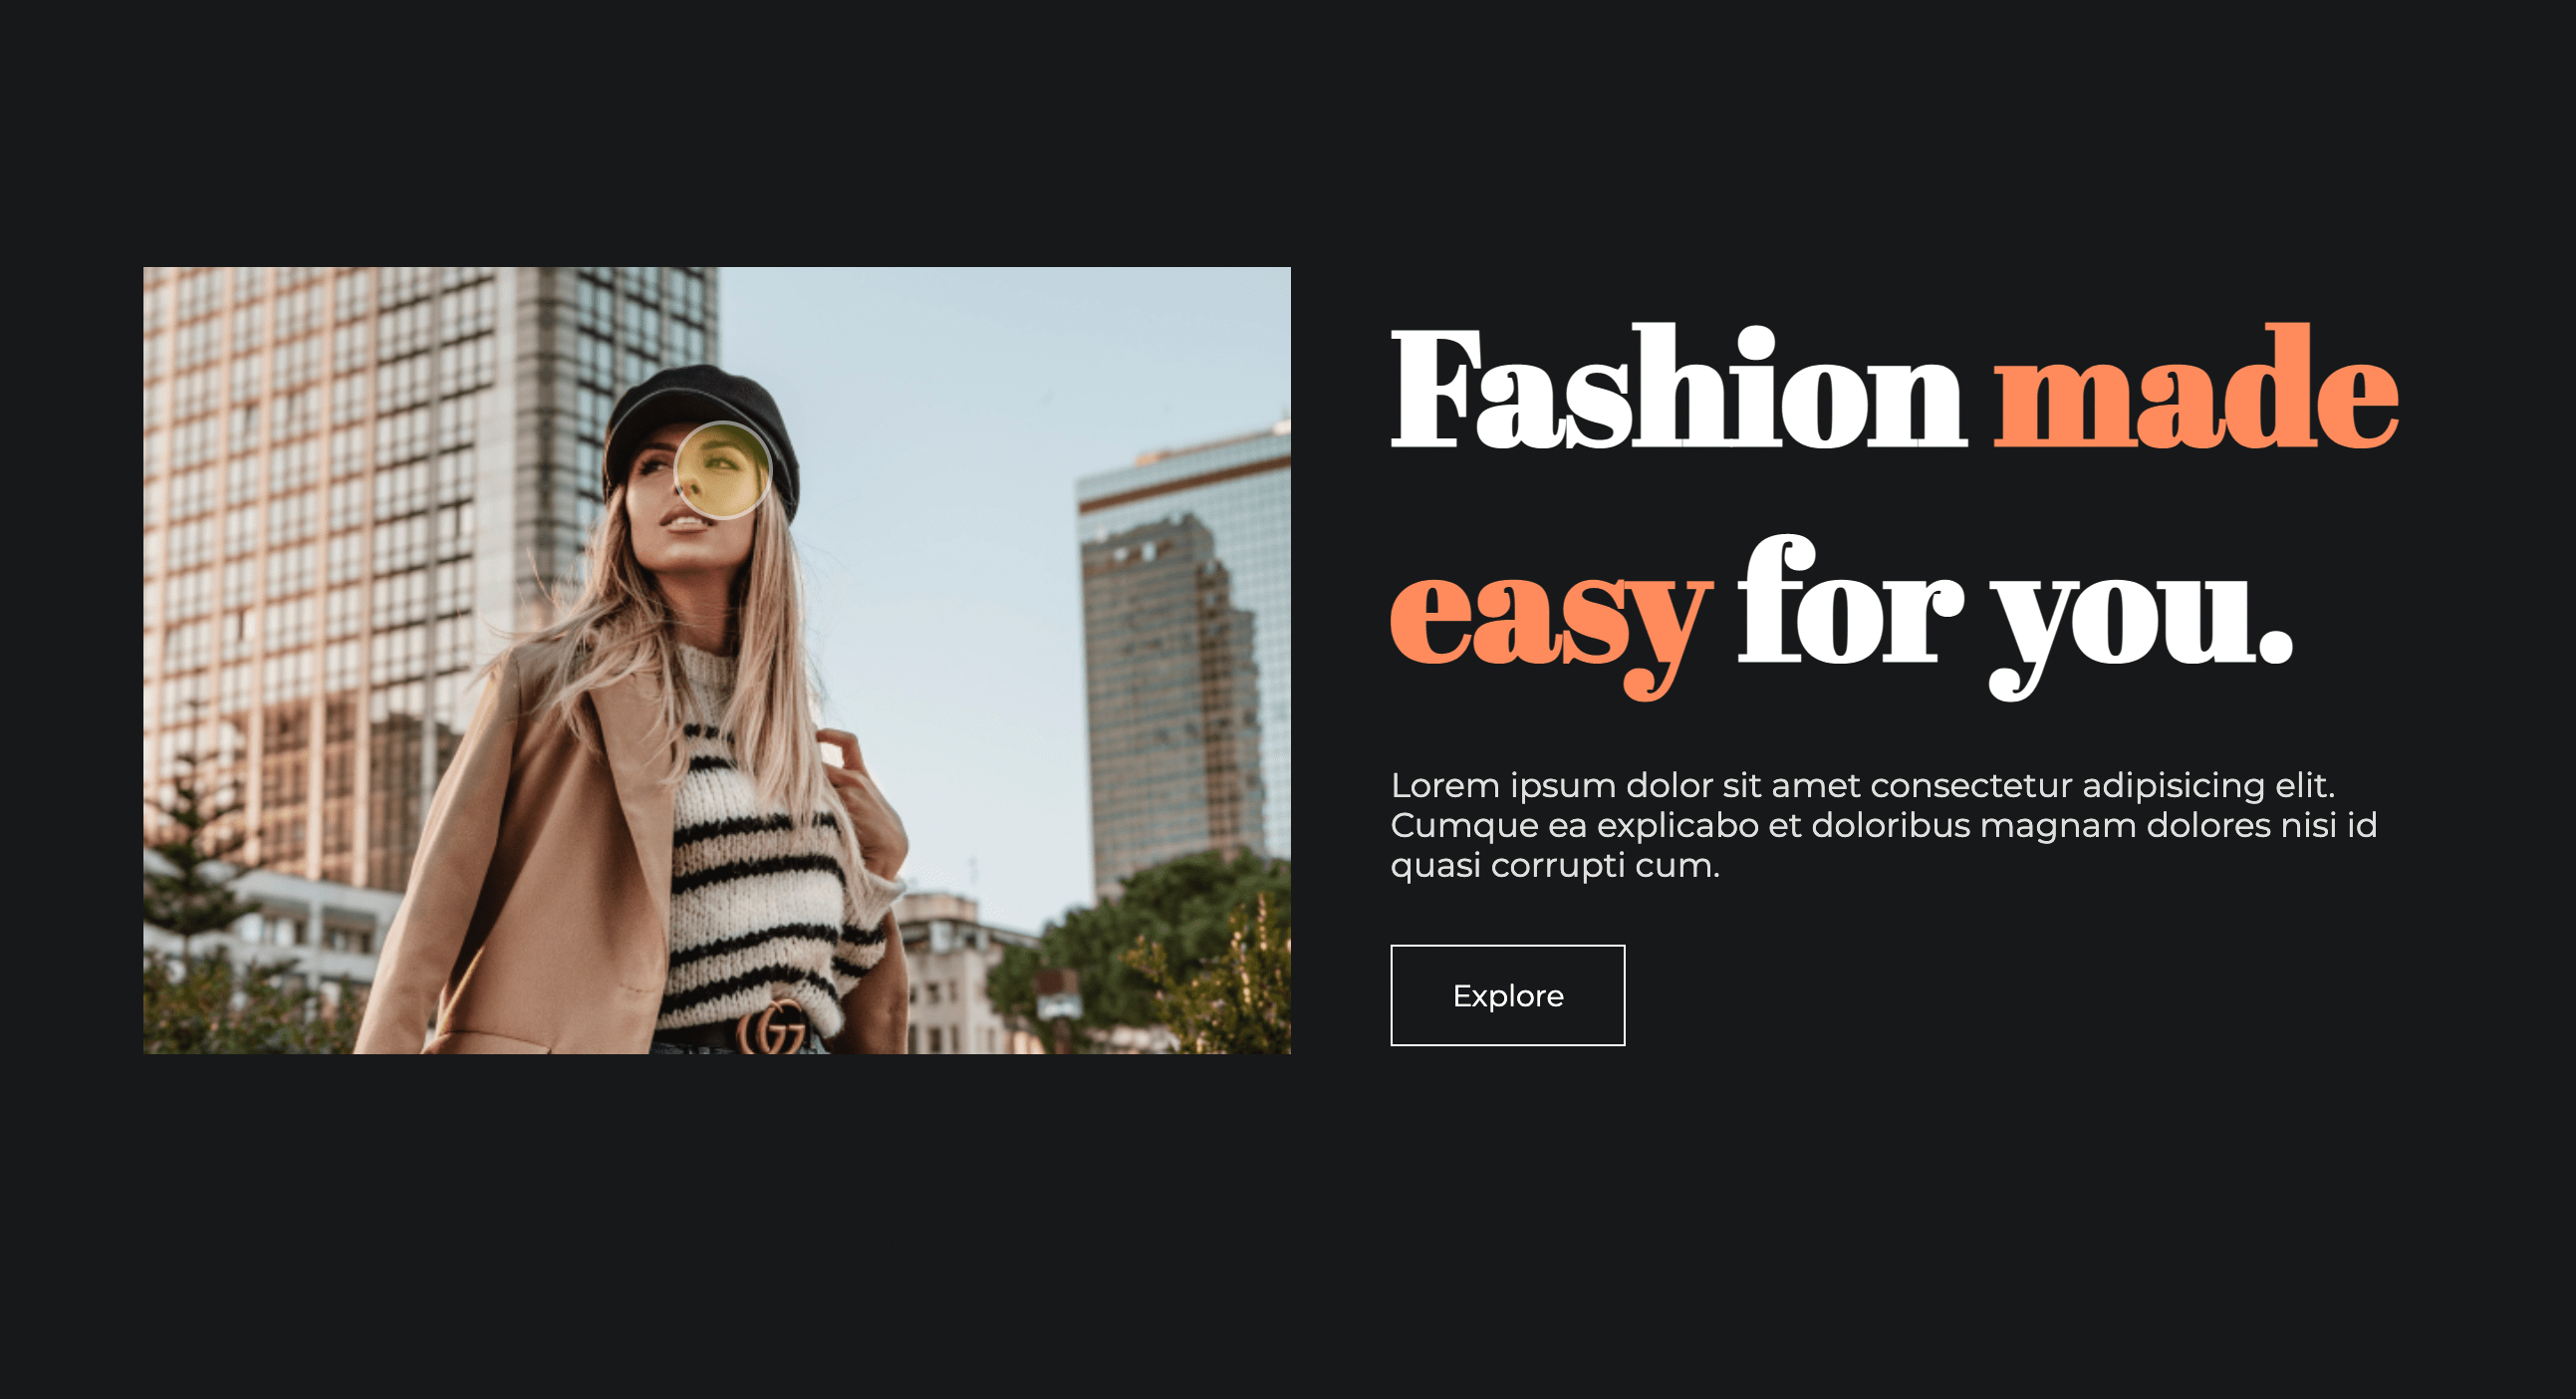 Fashion made
easy for you.
Lorem ipsum dolor sit amet consectetur adipisicing elit.
Cumque ea explicabo et doloribus magnam dolores nisi id
quasi corrupti cum.
Explore